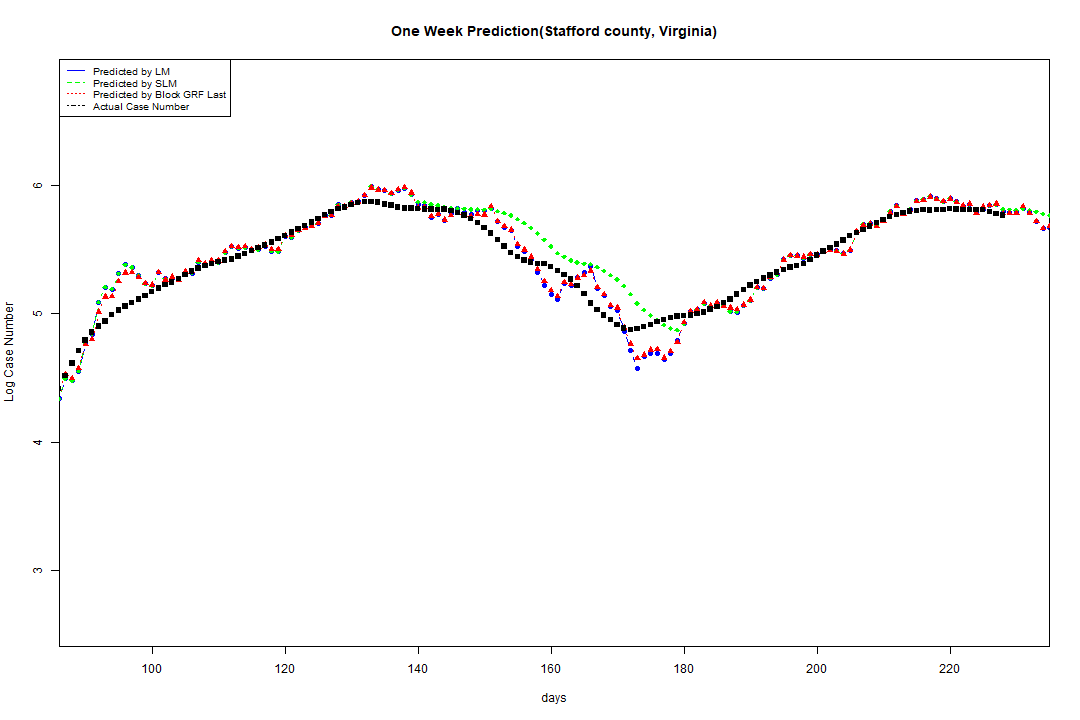 One Week Prediction(Stafford county, Virginia)
Predicted by LM
Predicted by SLM
Predicted by Block GRF Last
Actual Case Number
6
5
4
3
Log Case Number
100 120 140 160 180 200 220
days